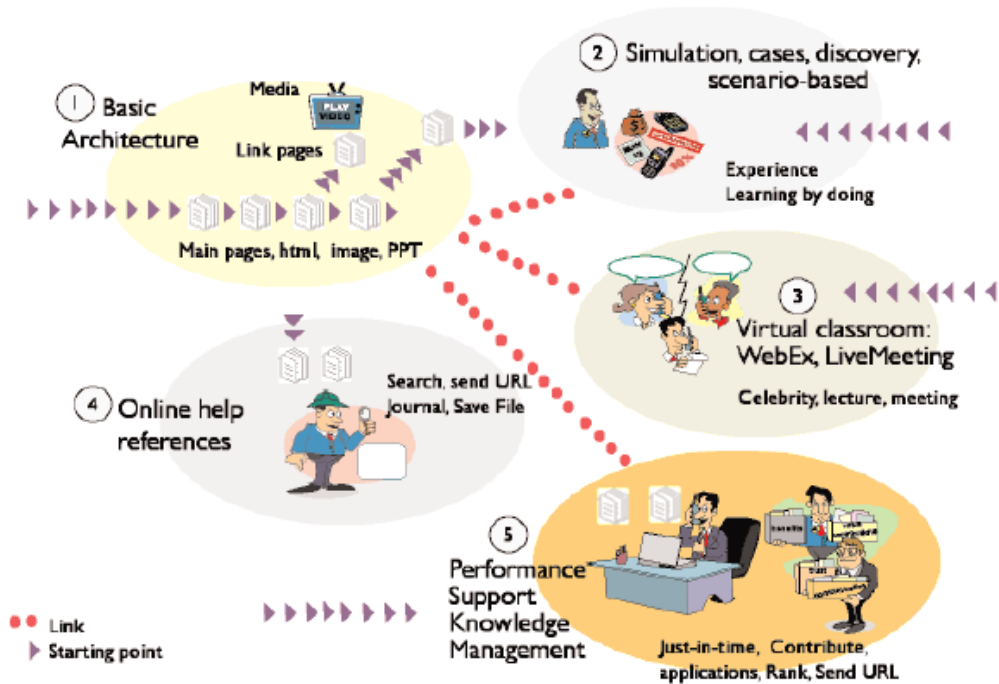 1 Basic
Architecture
Media
PLAY
VIDEO
Link pages
Main pages, html, image, PPT
2 Simulation, cases, discovery,
scenario-based
Experience
Learning by doing
3
Virtual classroom:
WebEx, LiveMeeting
Celebrity, lecture, meeting
4 Online help
references
Search, send URL
Journal, Save File
5
Performance
Support
Knowledge
Management
benefits
trust
Just-in-time, Contribute,
applications, Rank, Send URL
Link
Starting point